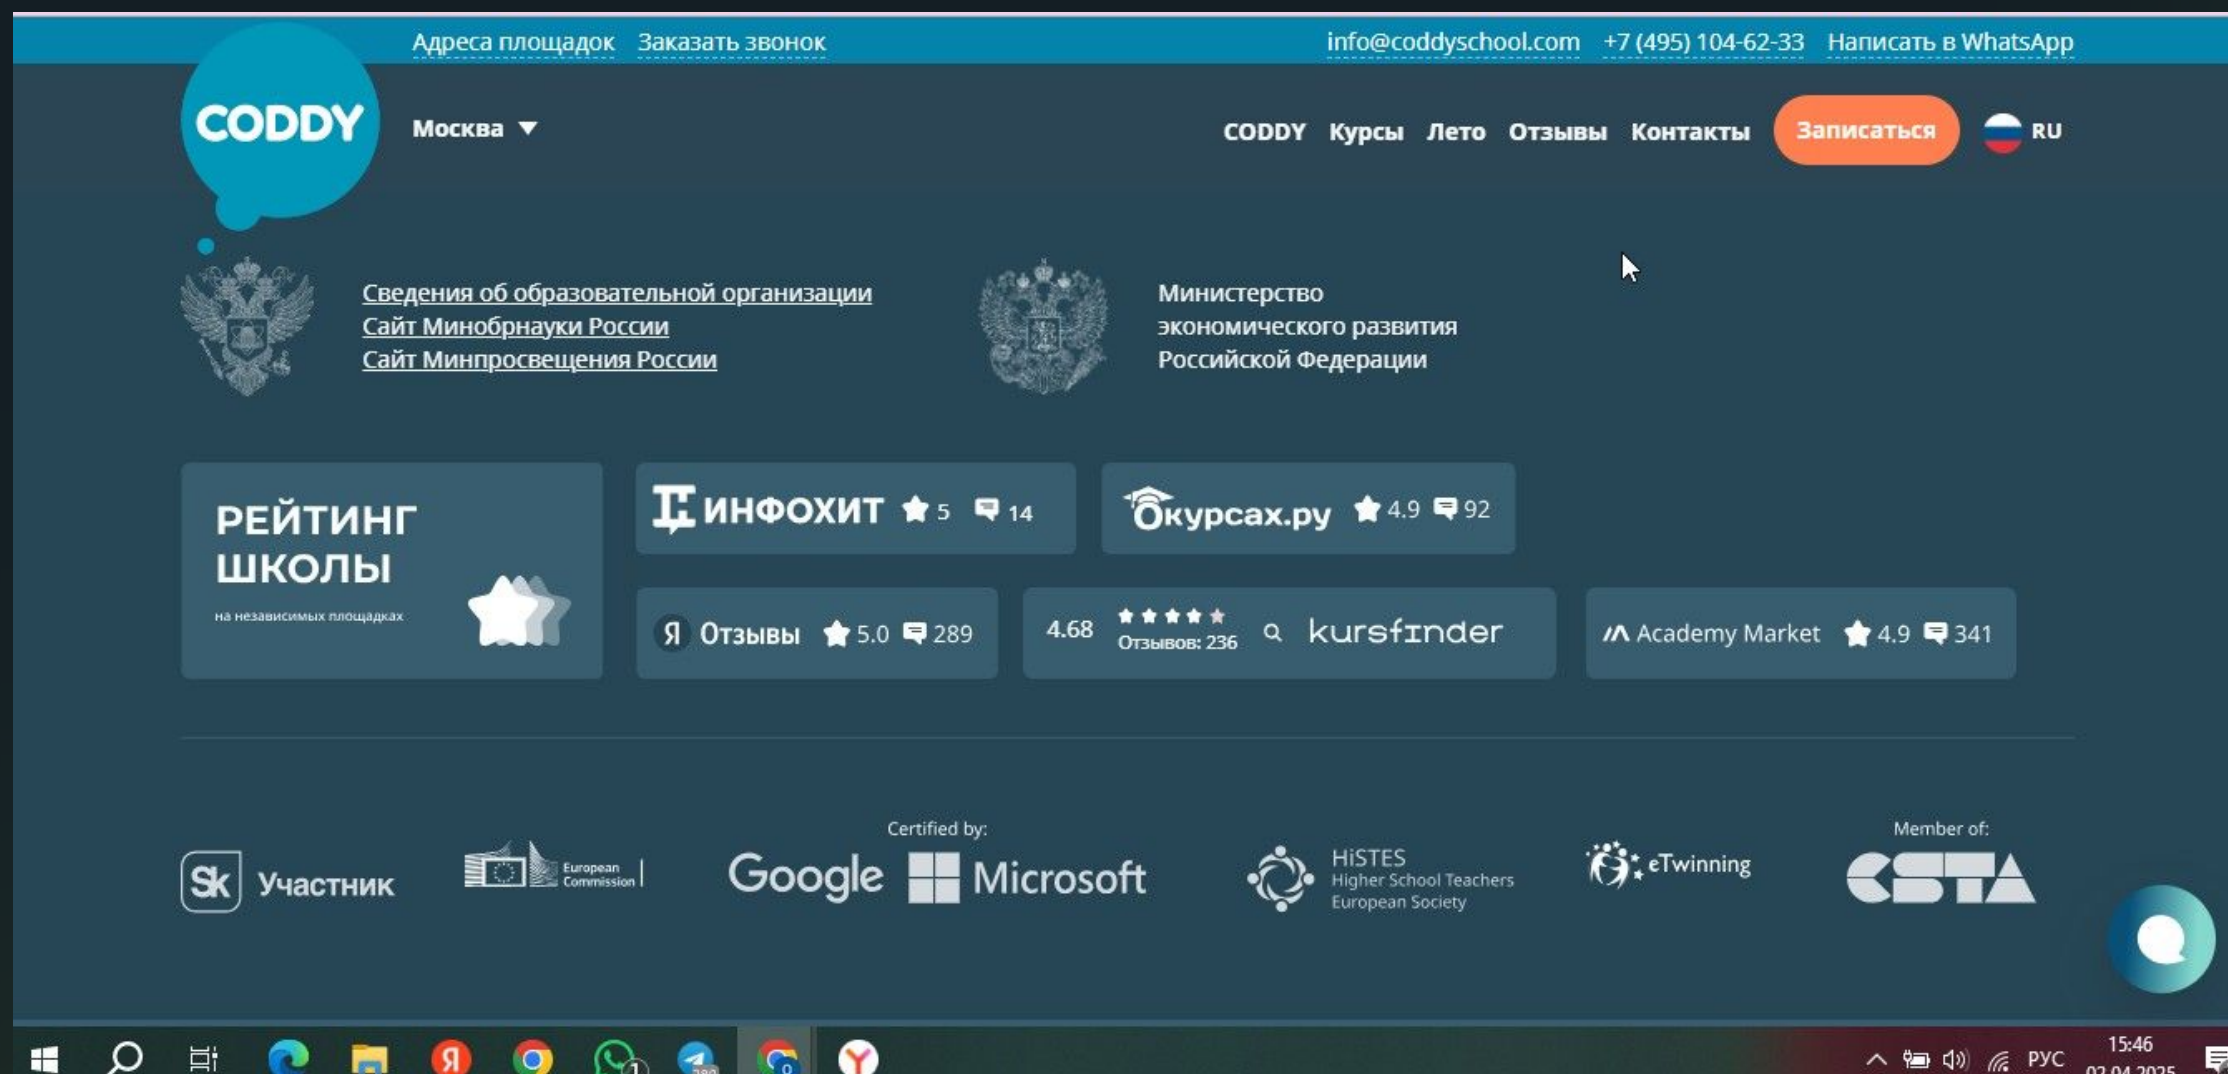 Адреса площадок Заказать звонок info@coddyschool.com +7 (495) 104-62-33 Написать в WhatsApp
CODDY Москва CODDY Курсы Лето Отзывы Контакты Записаться RU
Сведения об образовательной организации
Сайт Минобрнауки России
Сайт Минпросвещения России
Министерство
экономического развития
Российской Федерации
РЕЙТИНГ
ШКОЛЫ
на независимых площадках
ИНФОХИТ 5 14
Окурсах.ру 4.9 92
Я Отзывы 5.0 289
4.68 Отзывов: 236 kursfinder
Academy Market 4.9 341
Sk Участник
European
Commission
Certified by:
Google Microsoft
HiSTES
Higher School Teachers
European Society
eTwinning
Member of:
CSTA
РУС 15:46
02.04.2025